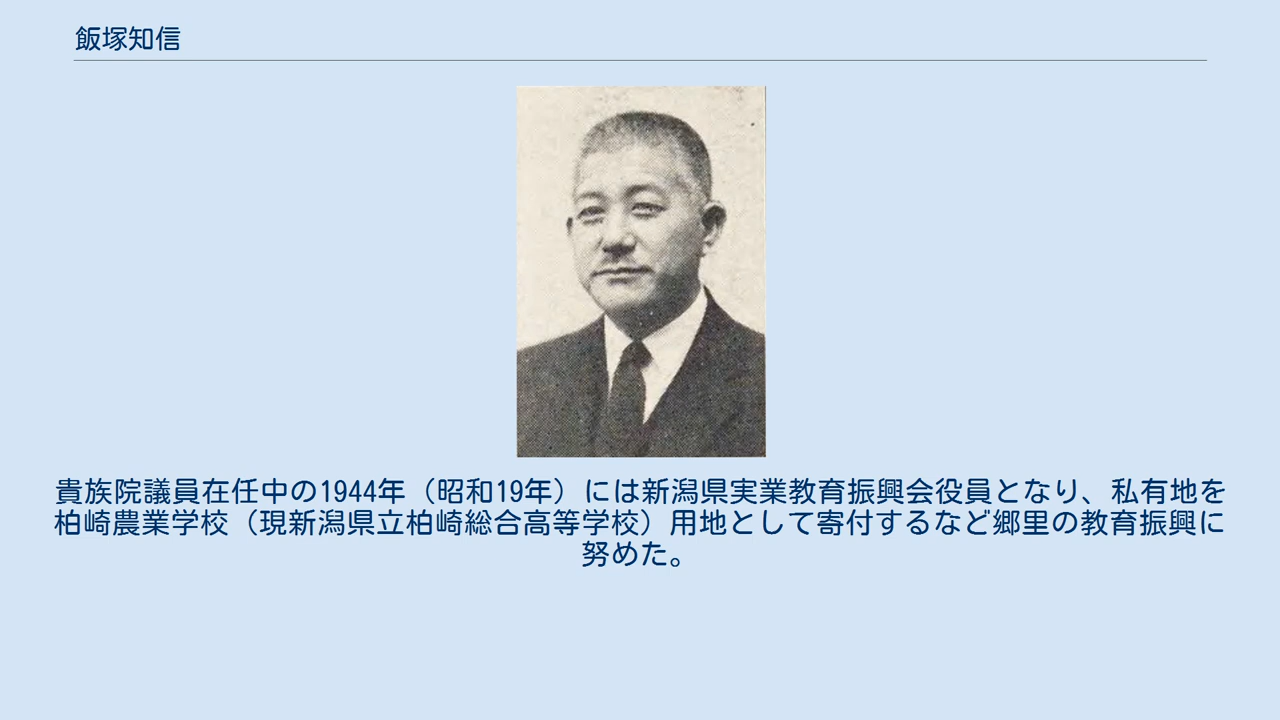 飯塚知信
貴族院議員在任中の1944年（昭和19年）には新潟県実業教育振興会役員となり、私有地を
柏崎農業学校（現新潟県立柏崎総合高等学校）用地として寄付するなど郷里の教育振興に
努めた。